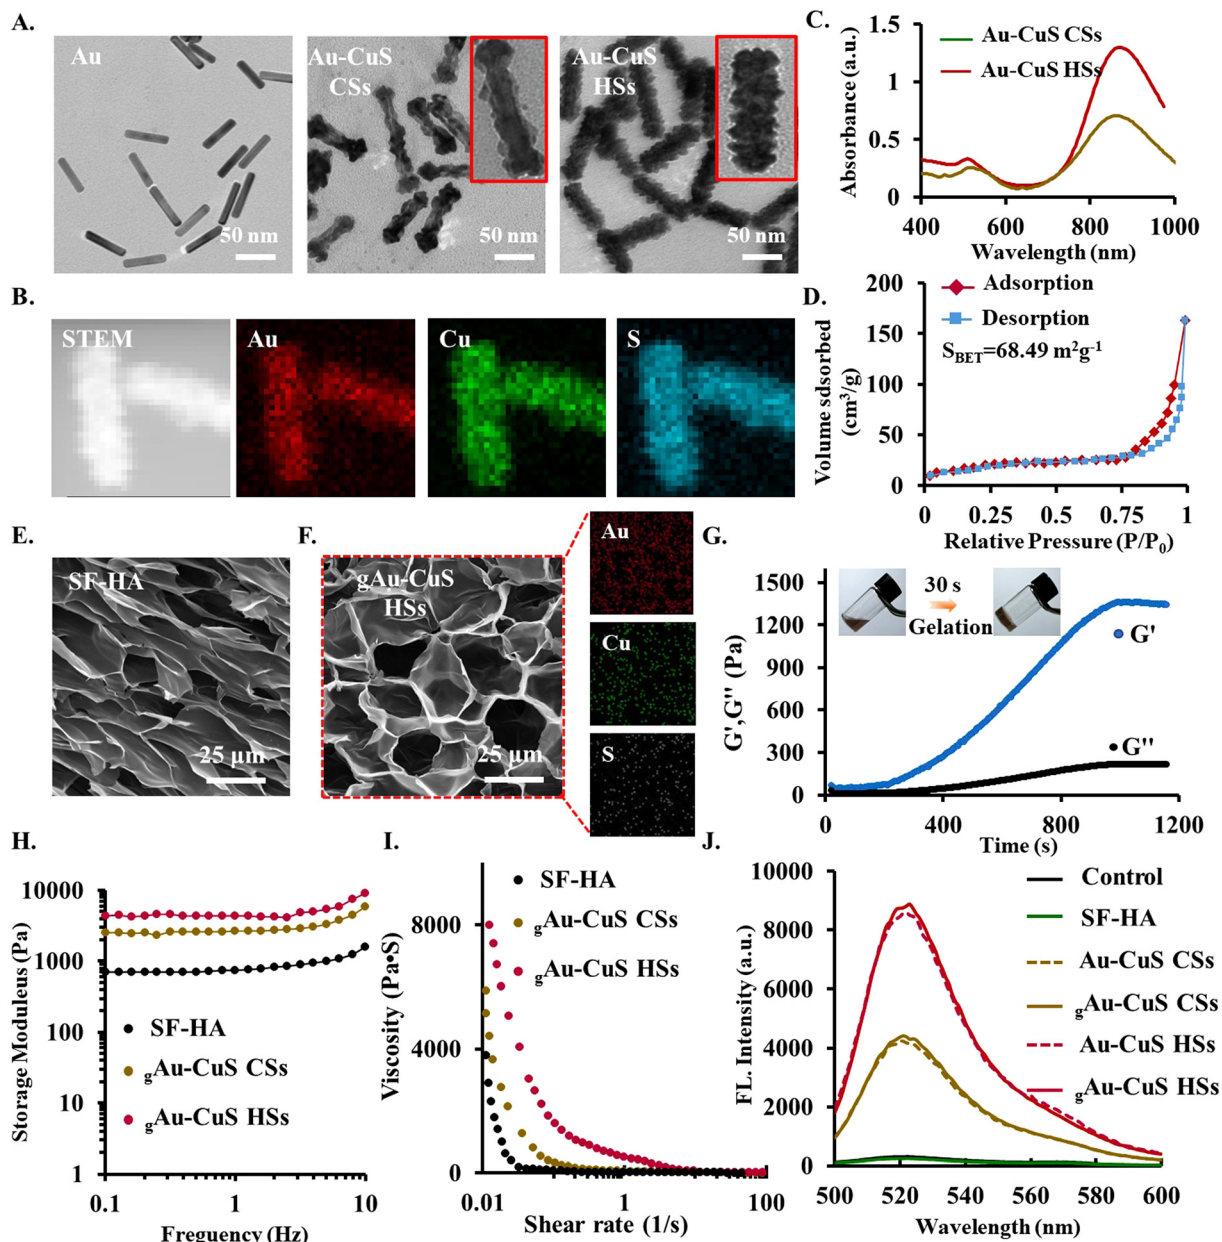 A.
Au
50 nm
Au-CuS
CSs
50 nm
Au-CuS
HSs
50 nm
C.
Absorbance (a.u.)
1.5
1
0.5
0
400
600
800
1000
Wavelength (nm)
Au-CuS CSs
Au-CuS HSs
B.
STEM
Au
Cu
S
D.
Volume sdsorbed
(cm³/g)
200
150
100
50
0
0
0.25
0.5
0.75
1
Relative Pressure (P/P₀)
Adsorption
Desorption
S_BET=68.49 m²g⁻¹
E.
SF-HA
25 µm
F.
gAu-CuS
HSs
25 µm
Au
Cu
S
G.
G',G'' (Pa)
1500
1200
900
600
300
0
0
400
800
1200
Time (s)
30 s
Gelation
G'
G''
H.
Storage Moduleus (Pa)
10000
1000
100
10
1
0.1
1
10
Freguency (Hz)
SF-HA
gAu-CuS CSs
gAu-CuS HSs
I.
Viscosity (Pa•S)
8000
4000
0
0.01
1
100
Shear rate (1/s)
SF-HA
gAu-CuS CSs
gAu-CuS HSs
J.
FL. Intensity (a.u.)
10000
8000
6000
4000
2000
0
500
520
540
560
580
600
Wavelength (nm)
Control
SF-HA
Au-CuS CSs
gAu-CuS CSs
Au-CuS HSs
gAu-CuS HSs